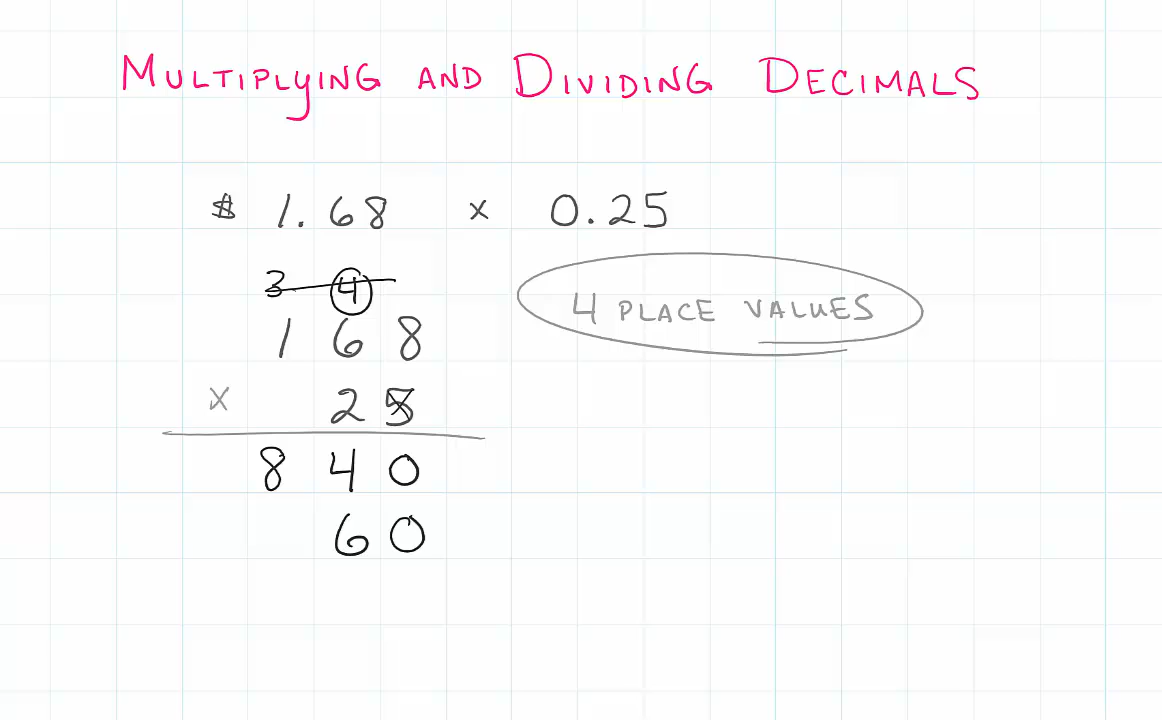 MULTIPLYING AND DIVIDING DECIMALS
$ 1.68 x 0.25
3 4
4 PLACE VALUES
1 6 8
x 2 5
8 4 0
6 0